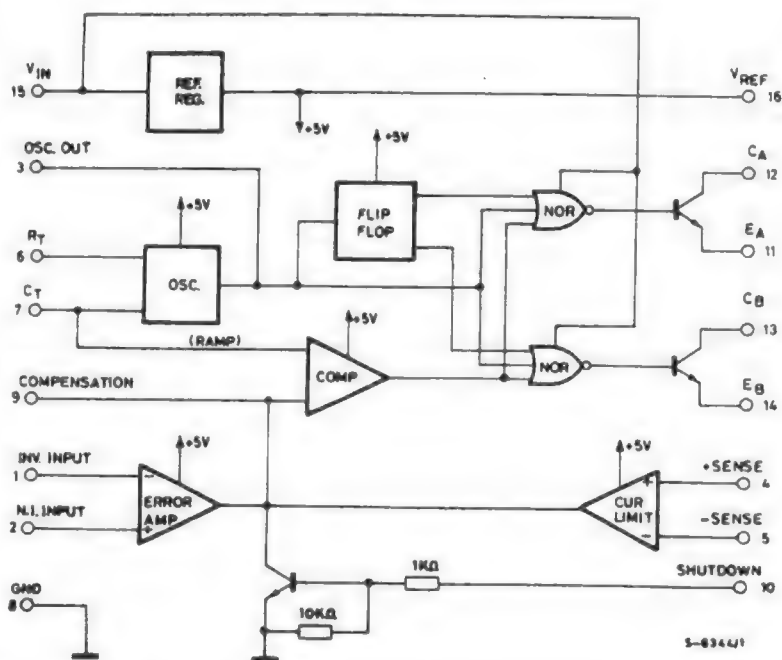 VIN
15
REF.
REG.
+5V
VREF
16
OSC. OUT
3
+5V
CA
12
FLIP
FLOP
NOR
EA
11
RT
6
+5V
OSC.
CT
7
(RAMP)
+5V
COMP
NOR
CB
13
EB
14
COMPENSATION
9
INV. INPUT
1
+5V
-
ERROR
AMP
+
N.I. INPUT
2
+5V
+
CUR
LIMIT
-
+SENSE
4
-SENSE
5
1KΩ
SHUTDOWN
10
10KΩ
GND
8
S-6344/1